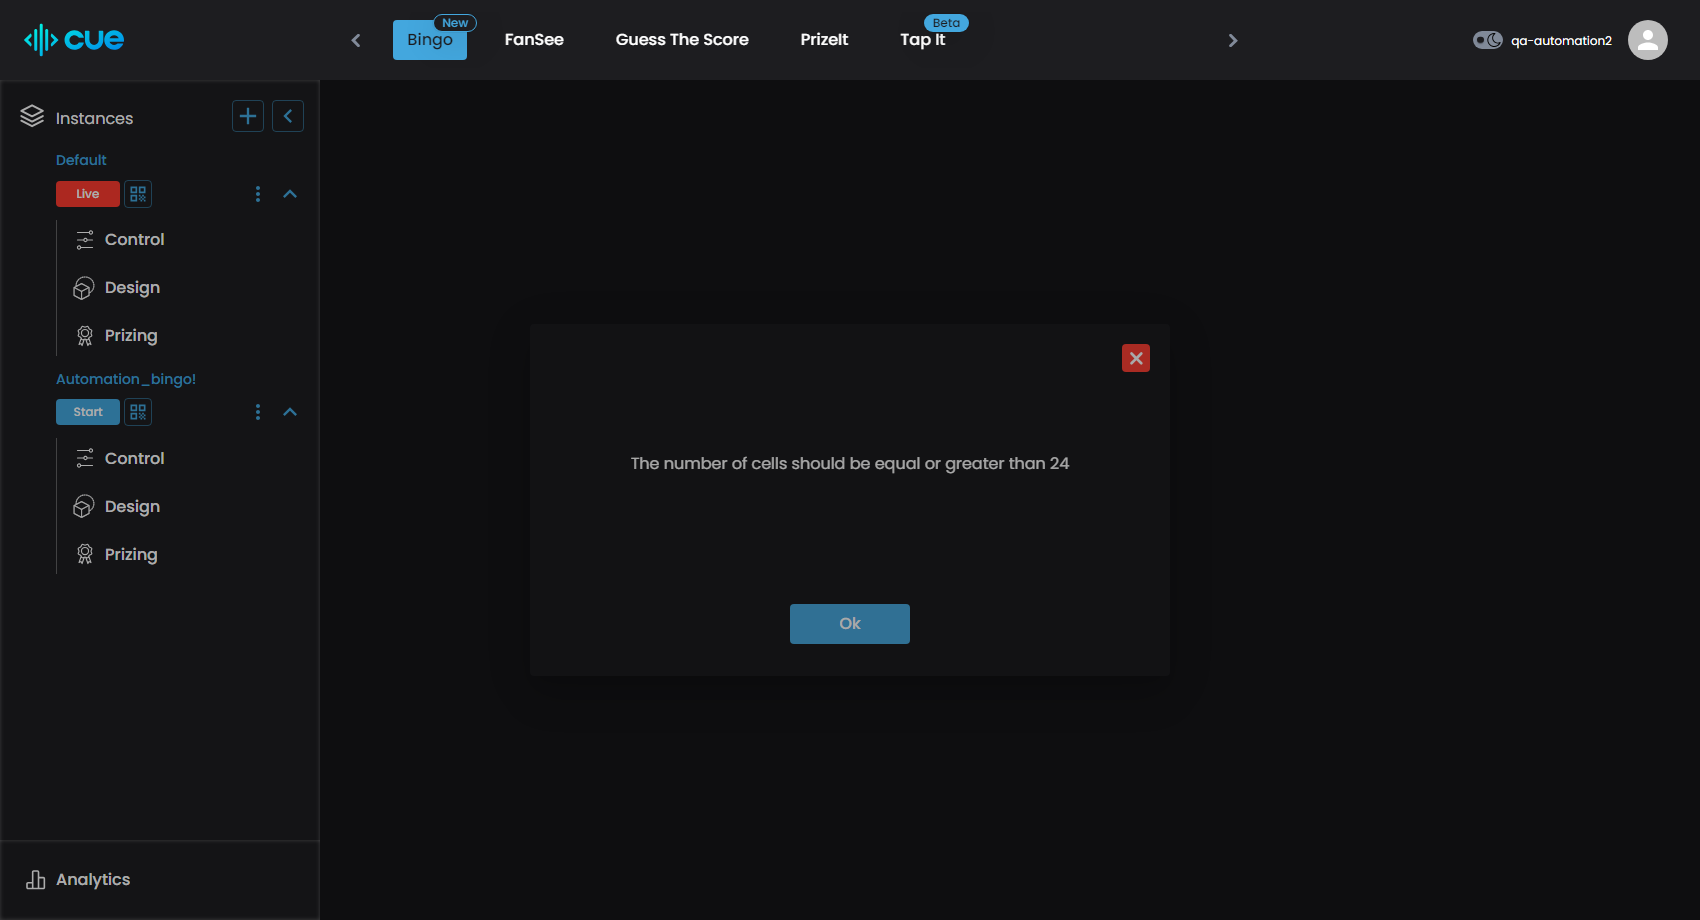 cue
Bingo
New
FanSee
Guess The Score
PrizeIt
Tap It
Beta
qa-automation2
Instances
Default
Live
Control
Design
Prizing
Automation_bingo!
Start
Control
Design
Prizing
Analytics
The number of cells should be equal or greater than 24
Ok